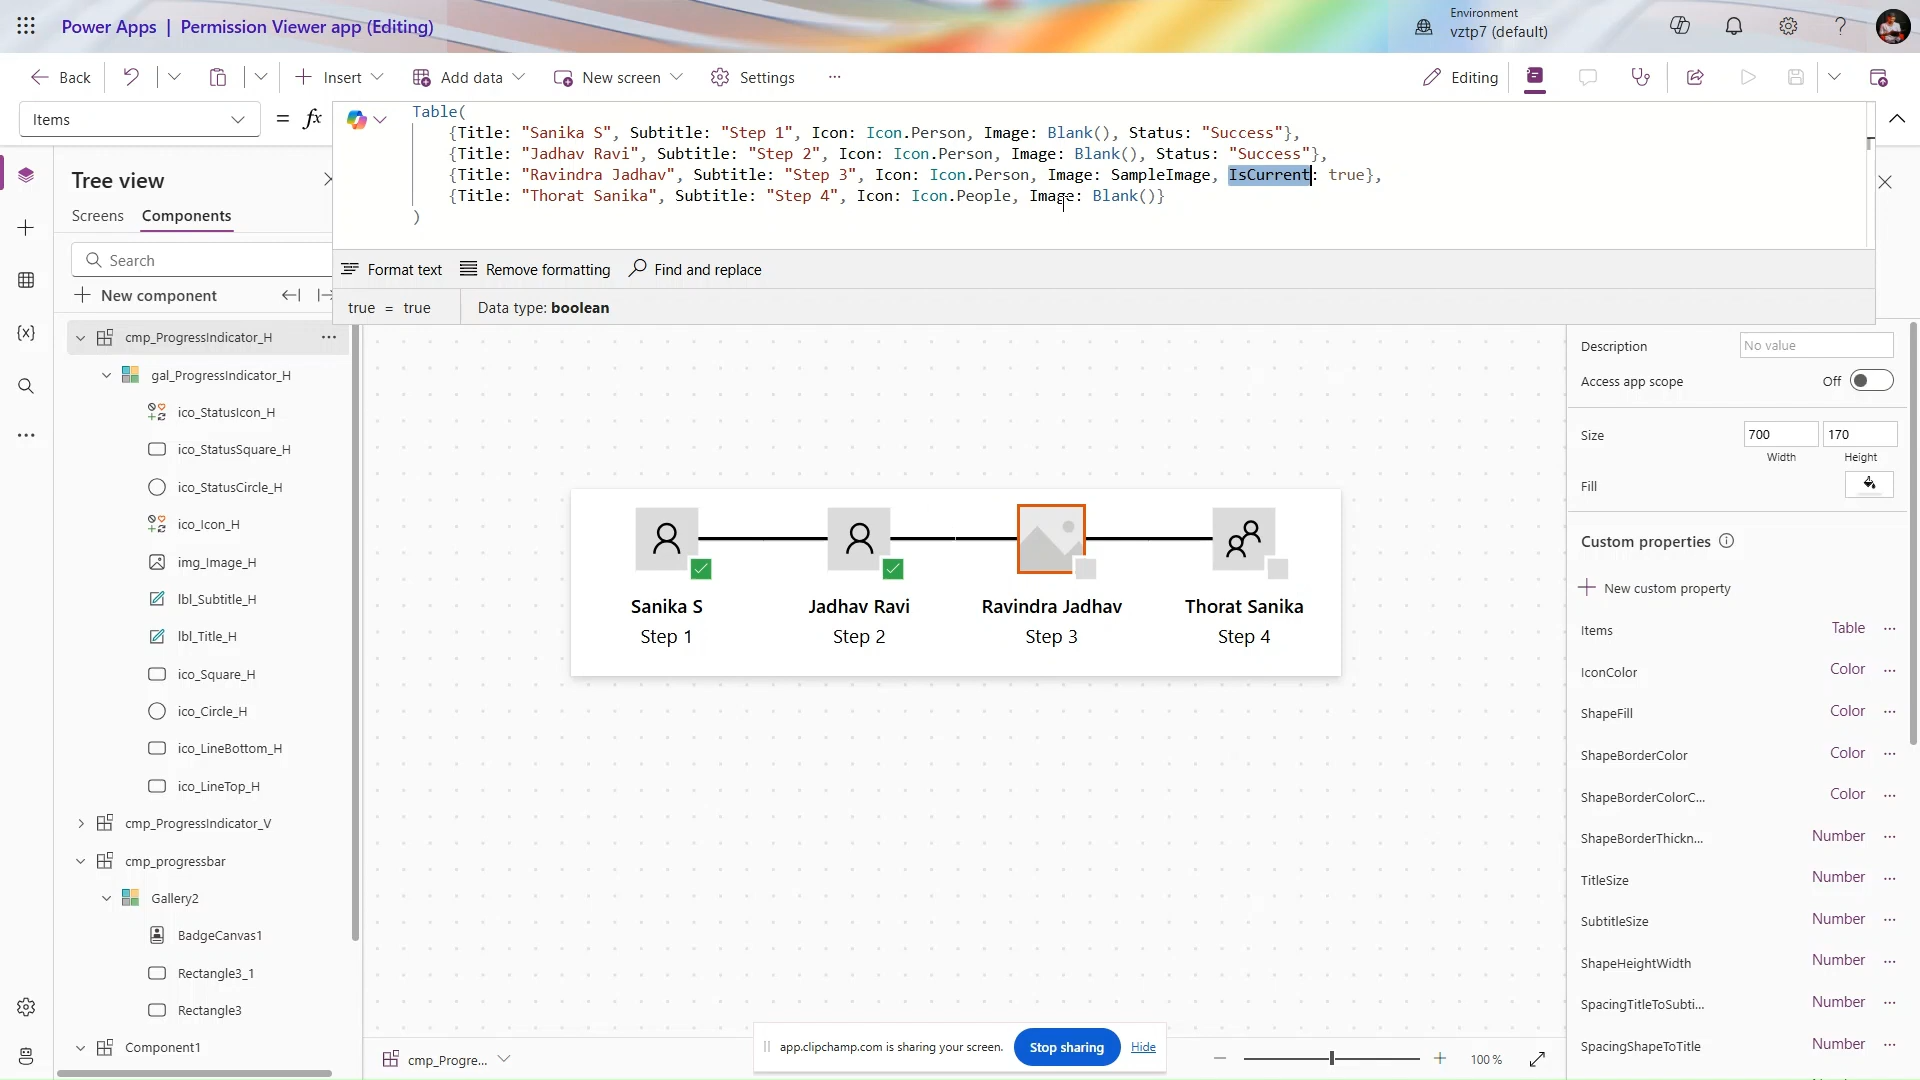 Power Apps | Permission Viewer app (Editing)
Environment
vztp7 (default)
Back
Insert
Add data
New screen
Settings
Editing
Items
= fx
Table(
{Title: "Sanika S", Subtitle: "Step 1", Icon: Icon.Person, Image: Blank(), Status: "Success"},
{Title: "Jadhav Ravi", Subtitle: "Step 2", Icon: Icon.Person, Image: Blank(), Status: "Success"},
{Title: "Ravindra Jadhav", Subtitle: "Step 3", Icon: Icon.Person, Image: SampleImage, IsCurrent: true},
{Title: "Thorat Sanika", Subtitle: "Step 4", Icon: Icon.People, Image: Blank()}
)
Format text
Remove formatting
Find and replace
true = true
Data type: boolean
Tree view
Screens
Components
Search
New component
cmp_ProgressIndicator_H
gal_ProgressIndicator_H
ico_StatusIcon_H
ico_StatusSquare_H
ico_StatusCircle_H
ico_Icon_H
img_Image_H
lbl_Subtitle_H
lbl_Title_H
ico_Square_H
ico_Circle_H
ico_LineBottom_H
ico_LineTop_H
cmp_ProgressIndicator_V
cmp_progressbar
Gallery2
BadgeCanvas1
Rectangle3_1
Rectangle3
Component1
Sanika S
Step 1
Jadhav Ravi
Step 2
Ravindra Jadhav
Step 3
Thorat Sanika
Step 4
Description
No value
Access app scope
Off
Size
700
170
Width
Height
Fill
Custom properties
New custom property
Items Table
IconColor Color
ShapeFill Color
ShapeBorderColor Color
ShapeBorderColorC... Color
ShapeBorderThickn... Number
TitleSize Number
SubtitleSize Number
ShapeHeightWidth Number
SpacingTitleToSubti... Number
SpacingShapeToTitle Number
cmp_Progre...
app.clipchamp.com is sharing your screen.
Stop sharing
Hide
100 %